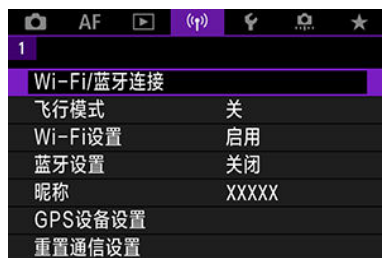 AF
1
Wi-Fi/蓝牙连接
飞行模式 关
Wi-Fi设置 启用
蓝牙设置 关闭
昵称 XXXXX
GPS设备设置
重置通信设置